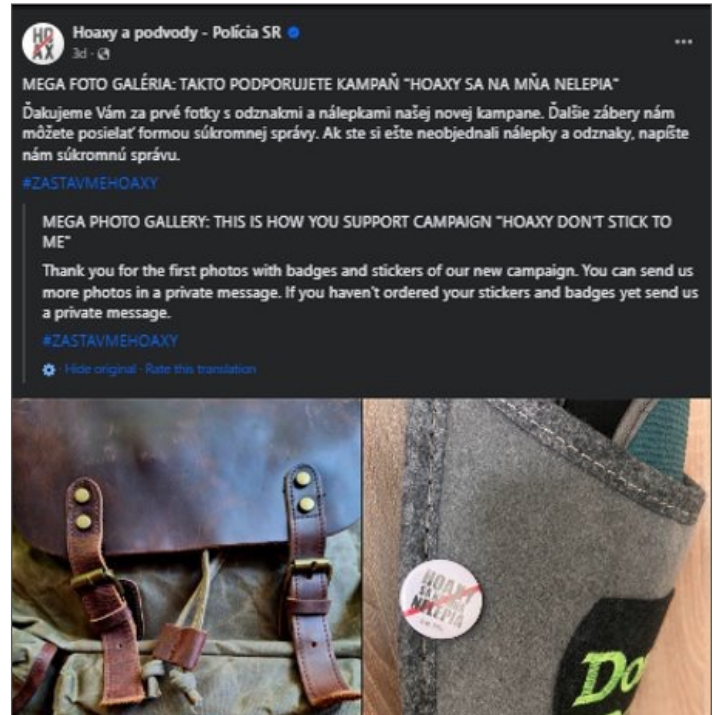 HOAX
Hoaxy a podvody - Polícia SR
3d ·
MEGA FOTO GALÉRIA: TAKTO PODPORUJETE KAMPAŇ "HOAXY SA NA MŇA NELEPIA"
Ďakujeme Vám za prvé fotky s odznakmi a nálepkami našej novej kampane. Ďalšie zábery nám
môžete posielať formou súkromnej správy. Ak ste si ešte neobjednali nálepky a odznaky, napíšte
nám súkromnú správu.
#ZASTAVMEHOAXY
MEGA PHOTO GALLERY: THIS IS HOW YOU SUPPORT CAMPAIGN "HOAXY DON'T STICK TO
ME"
Thank you for the first photos with badges and stickers of our new campaign. You can send us
more photos in a private message. If you haven't ordered your stickers and badges yet send us
a private message.
#ZASTAVMEHOAXY
· Hide original · Rate this translation
HOAXY
SA NA MŇA
NELEPIA
Do